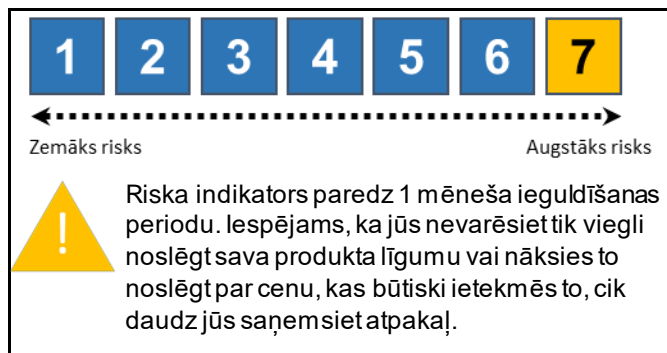 1 2 3 4 5 6 7
Zemāks risks Augstāks risks
!
Riska indikators paredz 1 mēneša ieguldīšanas
periodu. Iespējams, ka jūs nevarēsiet tik viegli
noslēgt sava produkta līgumu vai nāksies to
noslēgt par cenu, kas būtiski ietekmēs to, cik
daudz jūs saņemsiet atpakaļ.